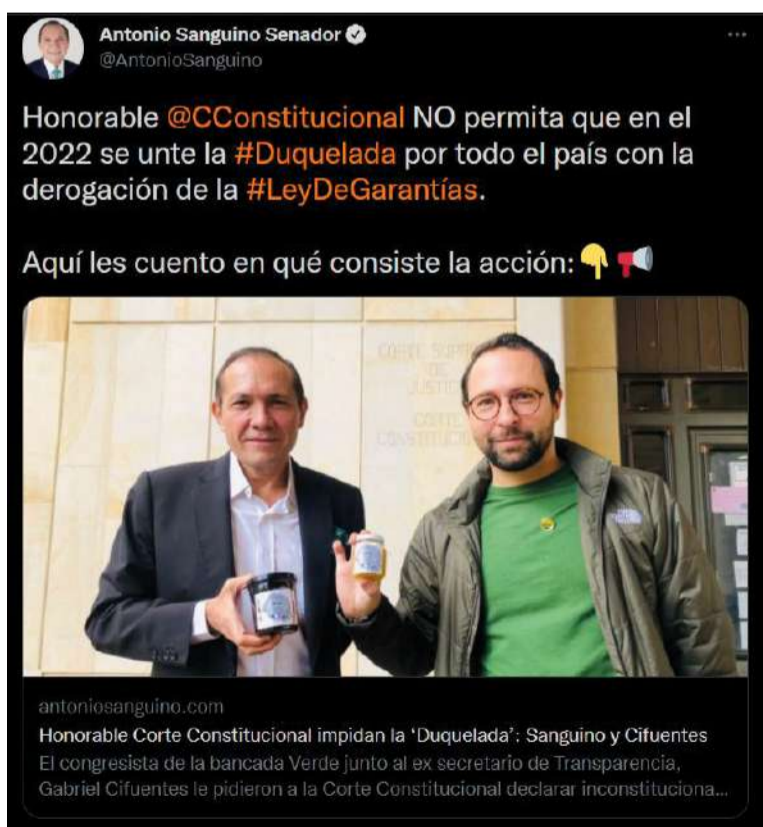 Antonio Sanguino Senador
@AntonioSanguino
Honorable @CConstitucional NO permita que en el
2022 se unte la #Duquelada por todo el país con la
derogación de la #LeyDeGarantías.
Aquí les cuento en qué consiste la acción: 👇 📢
CORTE SUPR
DE
JUSTIC
CORTE
CONSTITUCIO
antoniosanguino.com
Honorable Corte Constitucional impidan la ‘Duquelada’: Sanguino y Cifuentes
El congresista de la bancada Verde junto al ex secretario de Transparencia,
Gabriel Cifuentes le pidieron a la Corte Constitucional declarar inconstituciona...